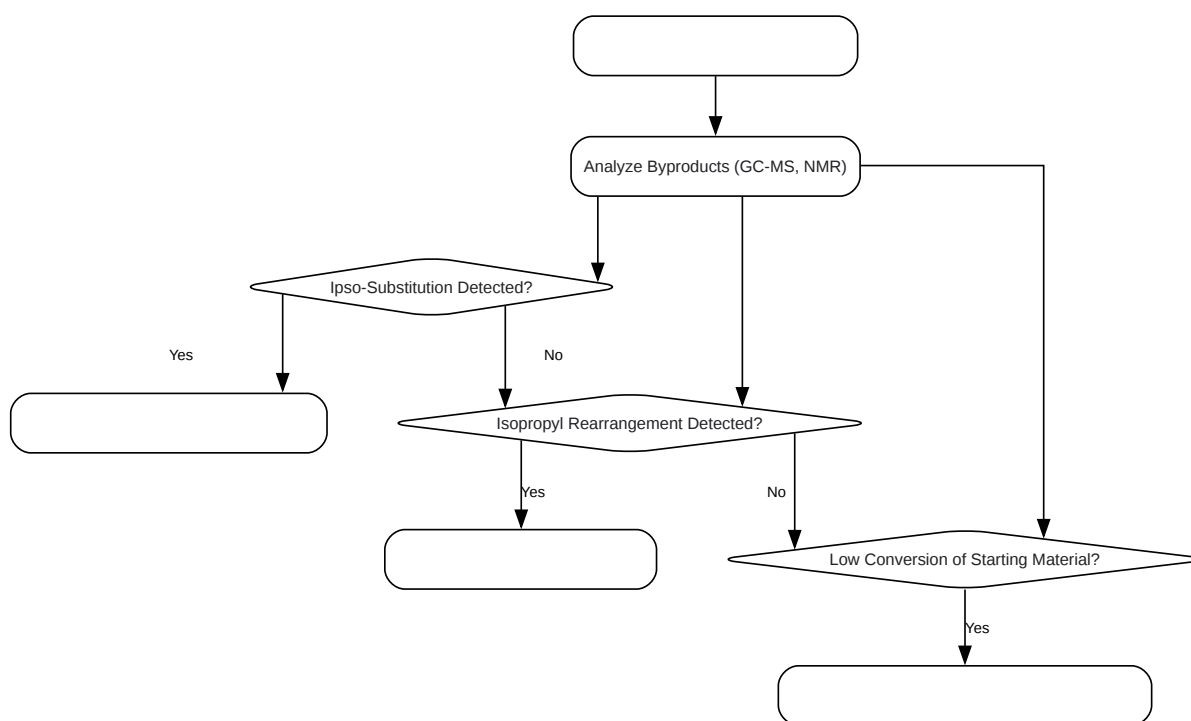 Analyze Byproducts (GC-MS, NMR)
Ipso-Substitution Detected?
Yes
No
Isopropyl Rearrangement Detected?
Yes
No
Low Conversion of Starting Material?
Yes